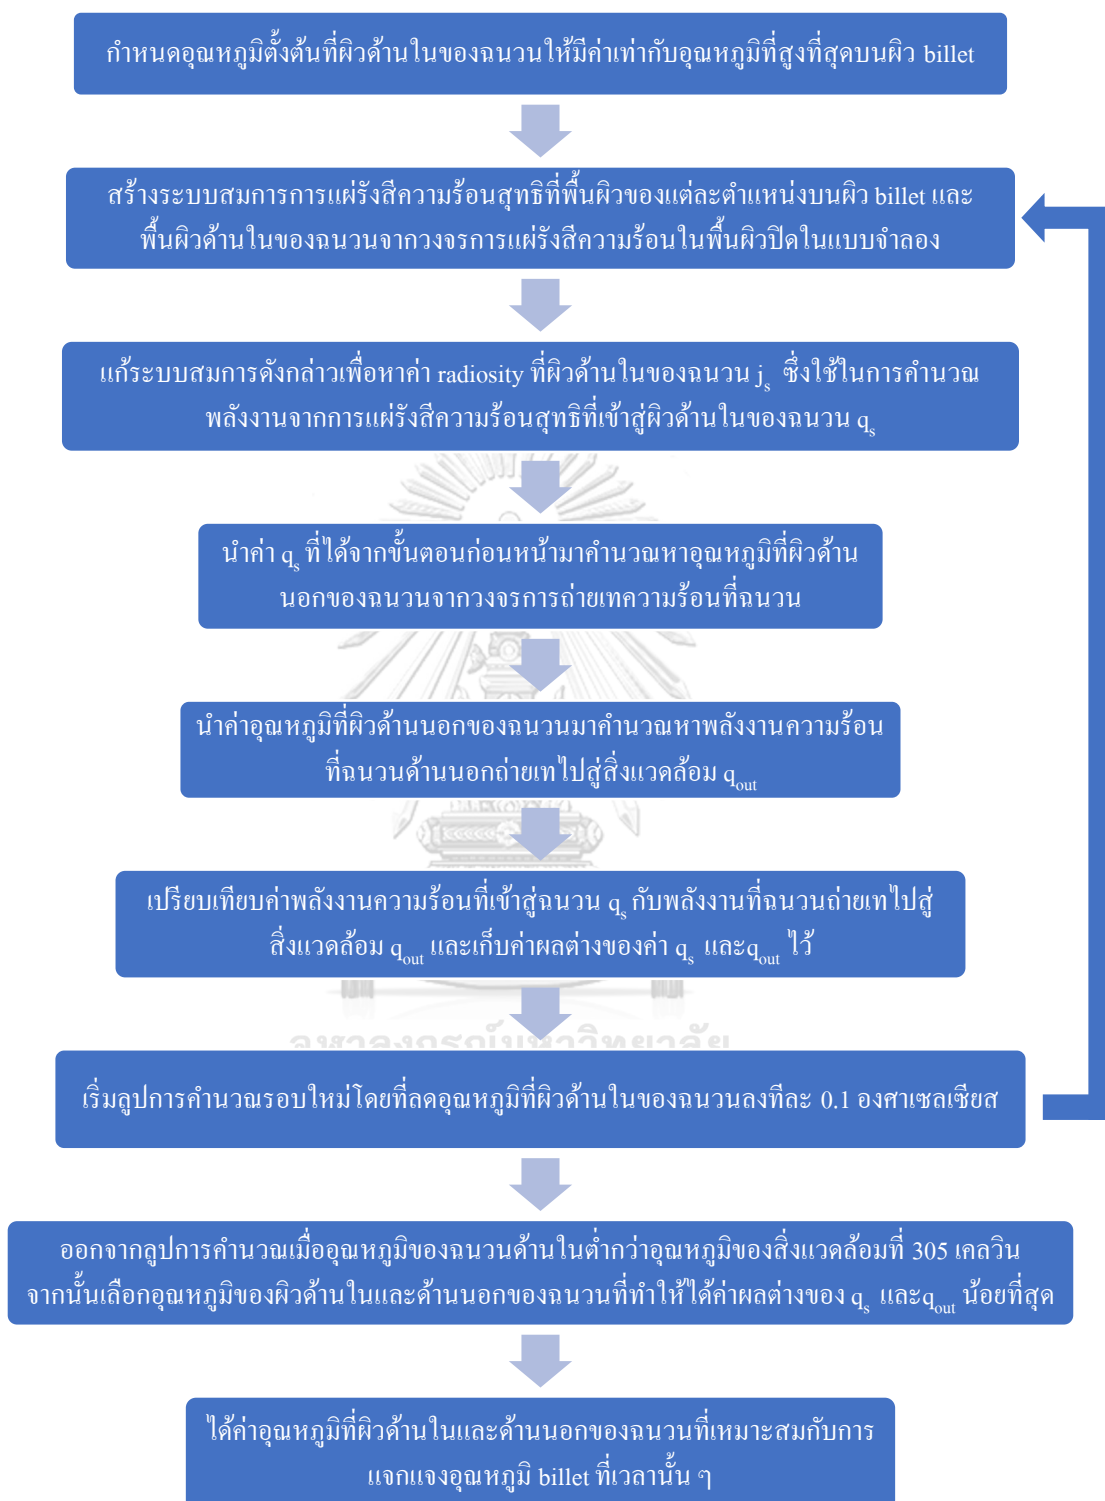 กำหนดอุณหภูมิตั้งต้นที่ผิวด้านในของฉนวนให้มีค่าเท่ากับอุณหภูมิที่สูงที่สุดบนผิว billet
สร้างระบบสมการการแผ่รังสีความร้อนสุทธิที่พื้นผิวของแต่ละตำแหน่งบนผิว billet และ
พื้นผิวด้านในของฉนวนจากวงจรการแผ่รังสีความร้อนในพื้นผิวปิดในแบบจำลอง
แก้ระบบสมการดังกล่าวเพื่อหาค่า radiosity ที่ผิวด้านในของฉนวน j_s ซึ่งใช้ในการคำนวณ
พลังงานจากการแผ่รังสีความร้อนสุทธิที่เข้าสู่ผิวด้านในของฉนวน q_s
นำค่า q_s ที่ได้จากขั้นตอนก่อนหน้ามาคำนวณหาอุณหภูมิที่ผิวด้าน
นอกของฉนวนจากวงจรการถ่ายเทความร้อนที่ฉนวน
นำค่าอุณหภูมิที่ผิวด้านนอกของฉนวนมาคำนวณหาพลังงานความร้อน
ที่ฉนวนด้านนอกถ่ายเทไปสู่สิ่งแวดล้อม q_out
เปรียบเทียบค่าพลังงานความร้อนที่เข้าสู่ฉนวน q_s กับพลังงานที่ฉนวนถ่ายเทไปสู่
สิ่งแวดล้อม q_out และเก็บค่าผลต่างของค่า q_s และq_out ไว้
จุฬาลงกรณ์มหาวิทยาลัย
เริ่มลูปการคำนวณรอบใหม่โดยที่ลดอุณหภูมิที่ผิวด้านในของฉนวนลงทีละ 0.1 องศาเซลเซียส
ออกจากลูปการคำนวณเมื่ออุณหภูมิของฉนวนด้านในต่ำกว่าอุณหภูมิของสิ่งแวดล้อมที่ 305 เคลวิน
จากนั้นเลือกอุณหภูมิของผิวด้านในและด้านนอกของฉนวนที่ทำให้ได้ค่าผลต่างของ q_s และq_out น้อยที่สุด
ได้ค่าอุณหภูมิที่ผิวด้านในและด้านนอกของฉนวนที่เหมาะสมกับการ
แจกแจงอุณหภูมิ billet ที่เวลานั้น ๆ